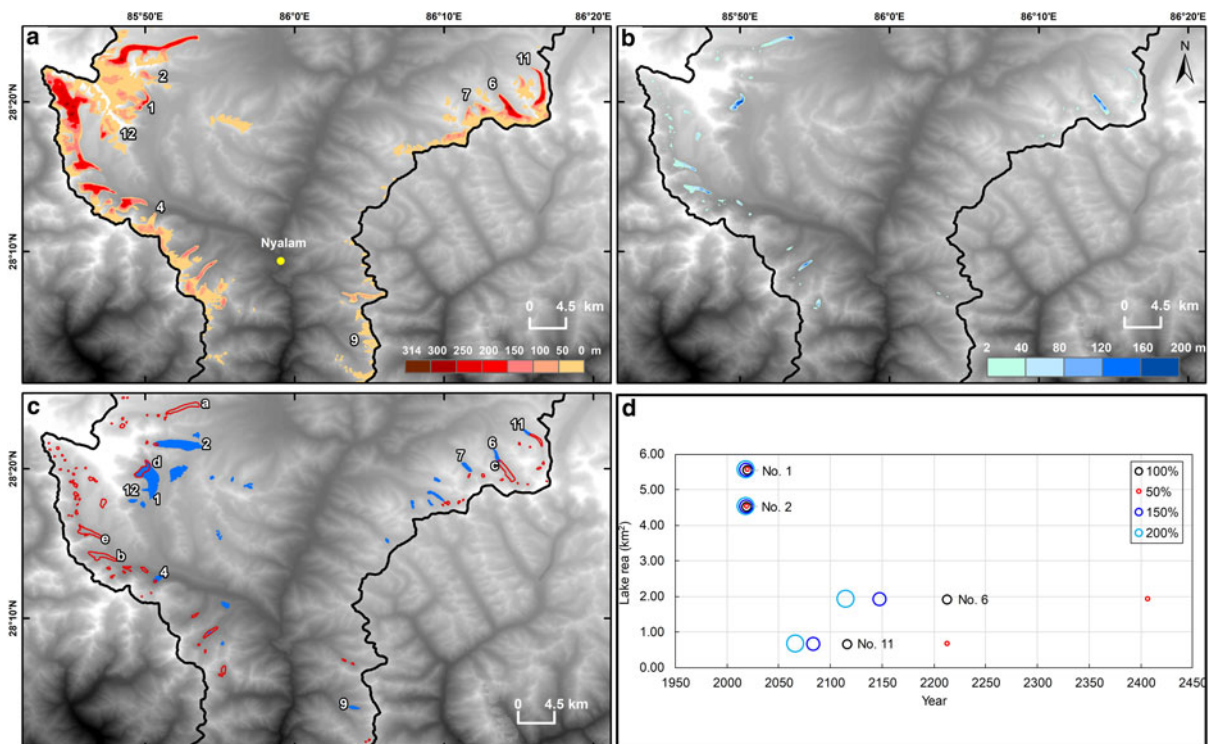 85°50'E 86°0'E 86°10'E 86°20'E
85°50'E 86°0'E 86°10'E 86°20'E
a
28°20'N
28°10'N
2
1
12
11
6
7
4
Nyalam
9
0 4.5 km
314 300 250 200 150 100 50 0 m
b
N
0 4.5 km
2 40 80 120 160 200 m
c
28°20'N
28°10'N
a
2
d
12
1
e
b
4
11
6
7
c
9
0 4.5 km
d
Lake rea (km²)
6.00
5.00
4.00
3.00
2.00
1.00
0.00
No. 1
No. 2
No. 6
No. 11
100%
50%
150%
200%
1950 2000 2050 2100 2150 2200 2250 2300 2350 2400 2450
Year